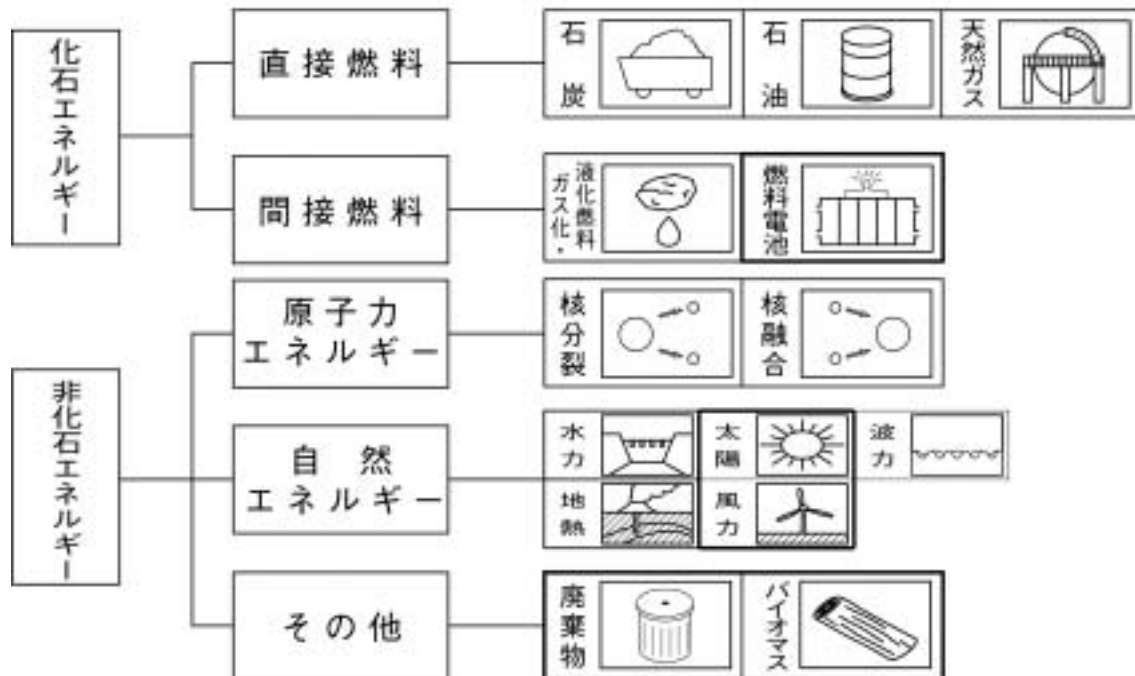 化石エネルギー
直接燃料
石炭
石油
天然ガス
間接燃料
ガス化・
液化燃料
燃料電池
非化石エネルギー
原子力
エネルギー
核分裂
核融合
自然
エネルギー
水力
太陽
波力
地熱
風力
その他
廃棄物
バイオマス